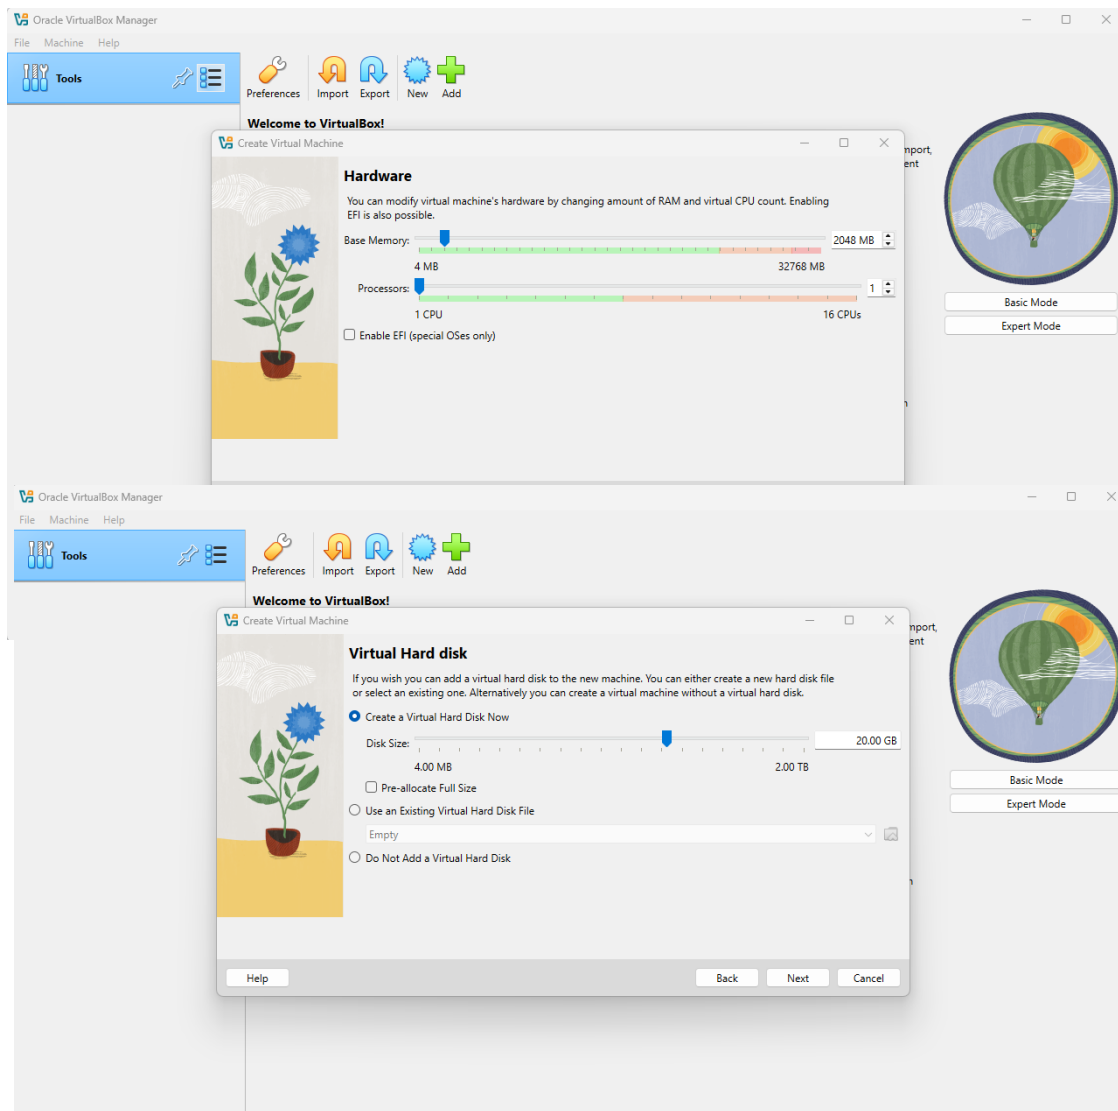 Oracle VirtualBox Manager
File Machine Help
Tools
Preferences Import Export New Add
Welcome to VirtualBox!
Create Virtual Machine
mport,
ent
Hardware
You can modify virtual machine's hardware by changing amount of RAM and virtual CPU count. Enabling
EFI is also possible.
Base Memory: 2048 MB
4 MB 32768 MB
Processors: 1
1 CPU 16 CPUs
Enable EFI (special OSes only)
Basic Mode
Expert Mode
n
Oracle VirtualBox Manager
File Machine Help
Tools
Preferences Import Export New Add
Welcome to VirtualBox!
Create Virtual Machine
mport,
ent
Virtual Hard disk
If you wish you can add a virtual hard disk to the new machine. You can either create a new hard disk file
or select an existing one. Alternatively you can create a virtual machine without a virtual hard disk.
Create a Virtual Hard Disk Now
Disk Size: 20.00 GB
4.00 MB 2.00 TB
Pre-allocate Full Size
Use an Existing Virtual Hard Disk File
Empty
Do Not Add a Virtual Hard Disk
Basic Mode
Expert Mode
n
Help Back Next Cancel